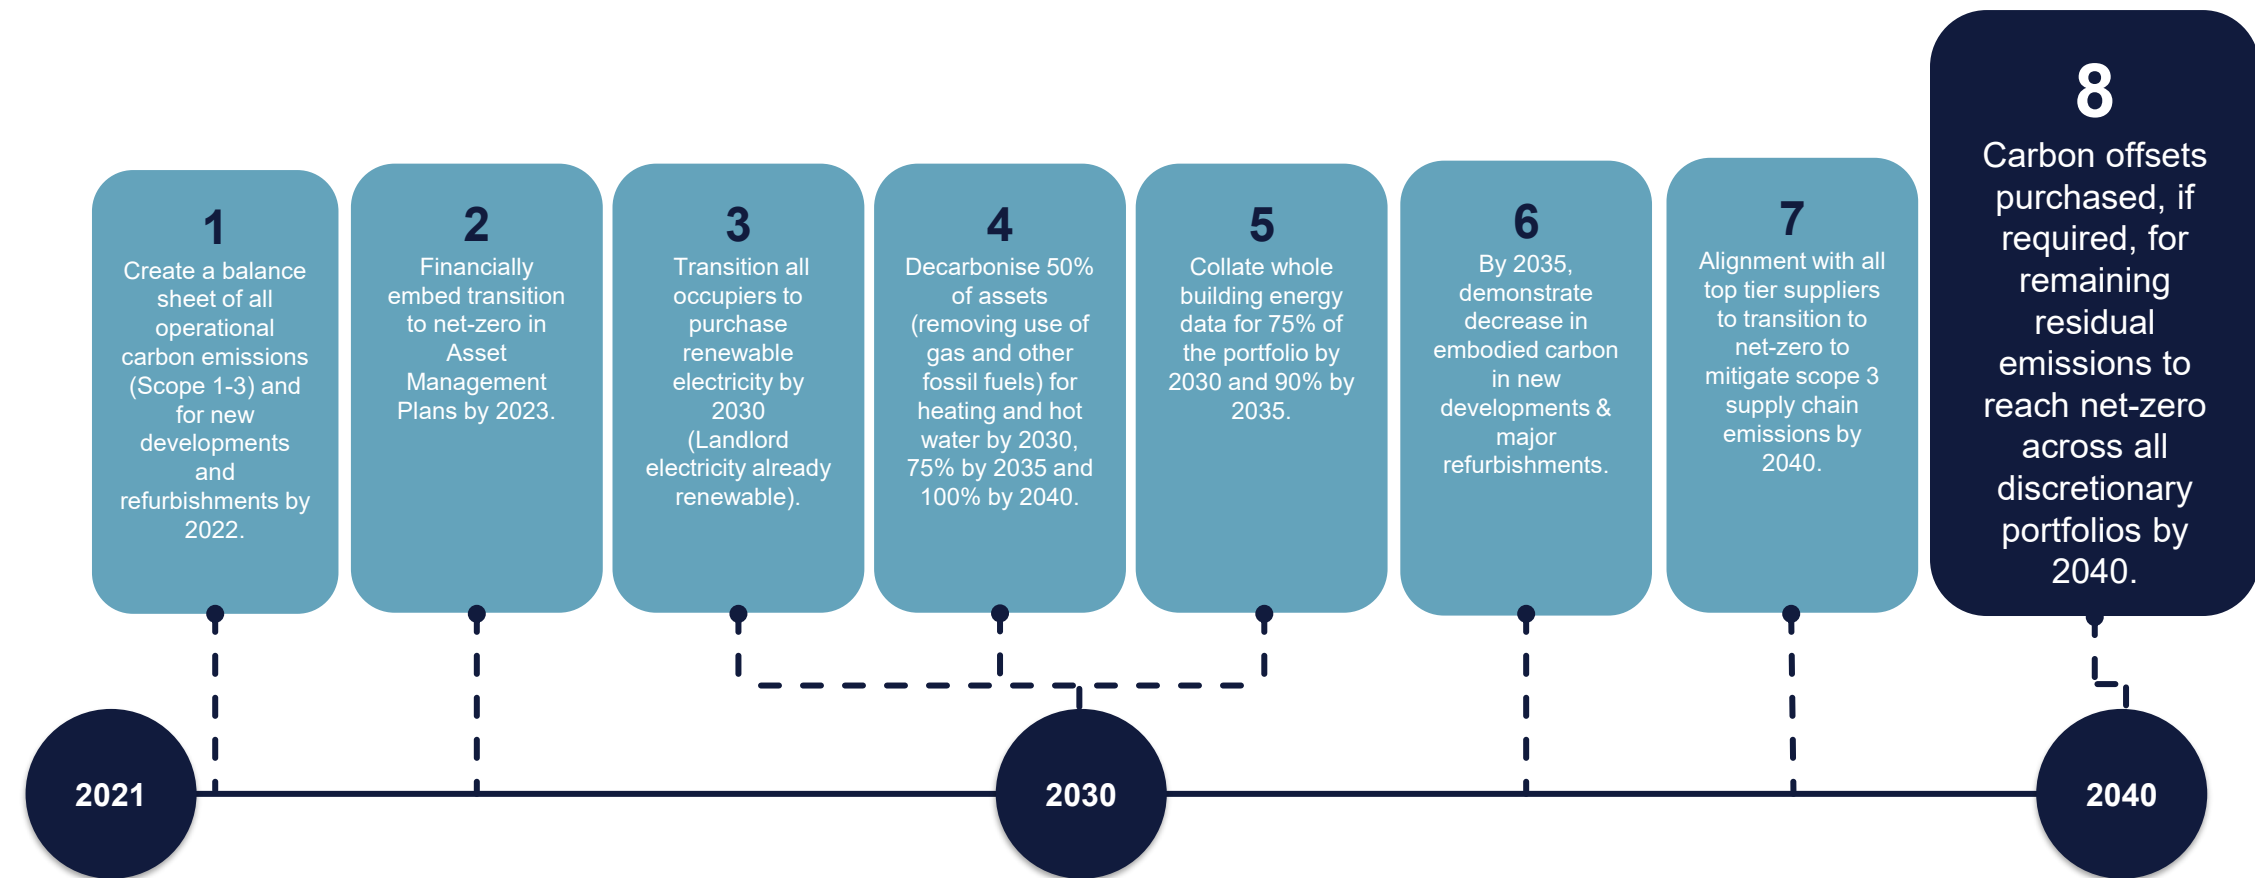 1
Create a balance
sheet of all
operational
carbon emissions
(Scope 1-3) and
for new
developments
and
refurbishments by
2022.
2
Financially
embed transition
to net-zero in
Asset
Management
Plans by 2023.
3
Transition all
occupiers to
purchase
renewable
electricity by
2030
(Landlord
electricity already
renewable).
4
Decarbonise 50%
of assets
(removing use of
gas and other
fossil fuels) for
heating and hot
water by 2030,
75% by 2035 and
100% by 2040.
5
Collate whole
building energy
data for 75% of
the portfolio by
2030 and 90% by
2035.
6
By 2035,
demonstrate
decrease in
embodied carbon
in new
developments &
major
refurbishments.
7
Alignment with all
top tier suppliers
to transition to
net-zero to
mitigate scope 3
supply chain
emissions by
2040.
8
Carbon offsets
purchased, if
required, for
remaining
residual
emissions to
reach net-zero
across all
discretionary
portfolios by
2040.
2021
2030
2040